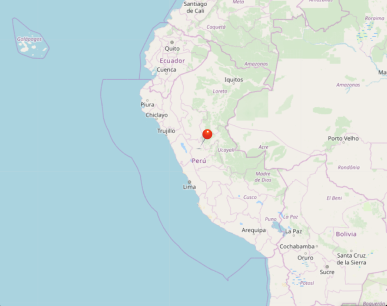 Santiago
de Cali
Meta
Caquetá
Galápagos
Quito
Ecuador
Amazonas
Cuenca
Iquitos
Loreto
Amazonas
Piura
Chiclayo
Trujillo
Porto Velho
Ucayali
Acre
Perú
Rondônia
Madre
de Dios
Lima
El Beni
Cusco
Puno
La Paz
Arequipa
La Paz
Bolivia
Cochabamba
Oruro
Santa Cruz
de la Sierra
Sucre
Potosí